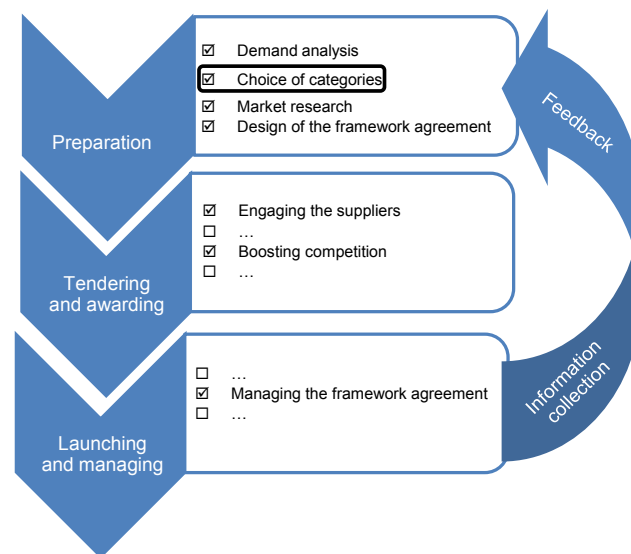 Preparation
☑ Demand analysis
☑ Choice of categories
☑ Market research
☑ Design of the framework agreement
Tendering
and awarding
☑ Engaging the suppliers
☐ …
☑ Boosting competition
☐ …
Launching
and managing
☐ …
☑ Managing the framework agreement
☐ …
Feedback
Information
collection